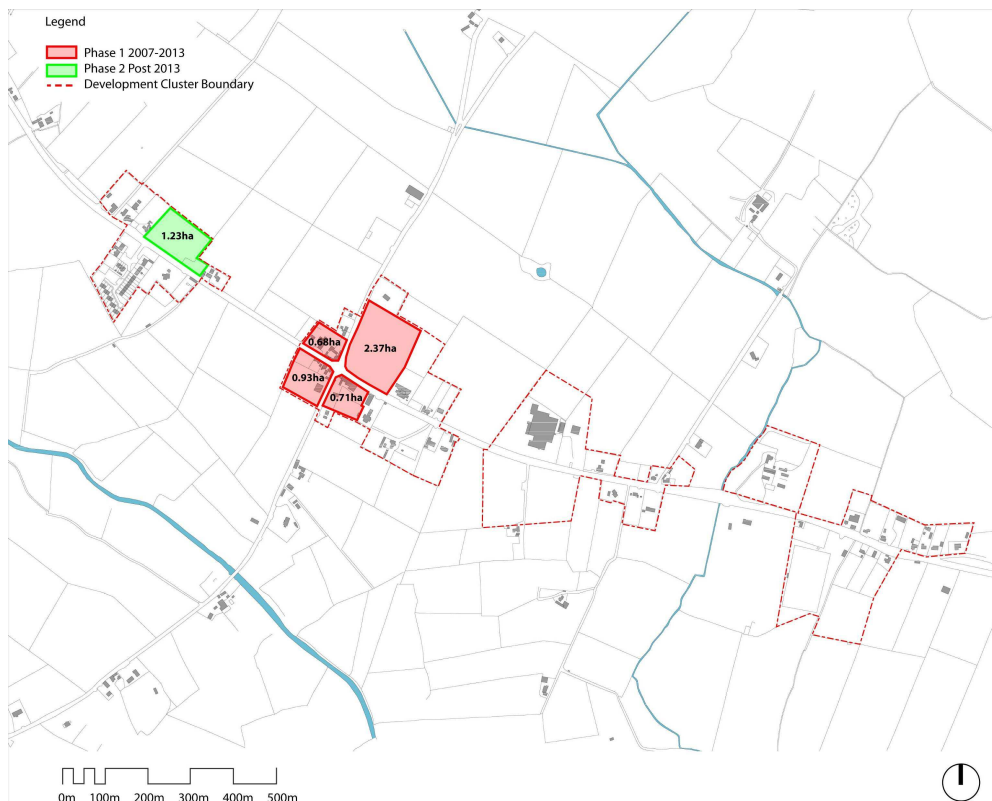 Legend
Phase 1 2007-2013
Phase 2 Post 2013
Development Cluster Boundary
1.23ha
0.68ha
2.37ha
0.93ha
0.71ha
0m 100m 200m 300m 400m 500m